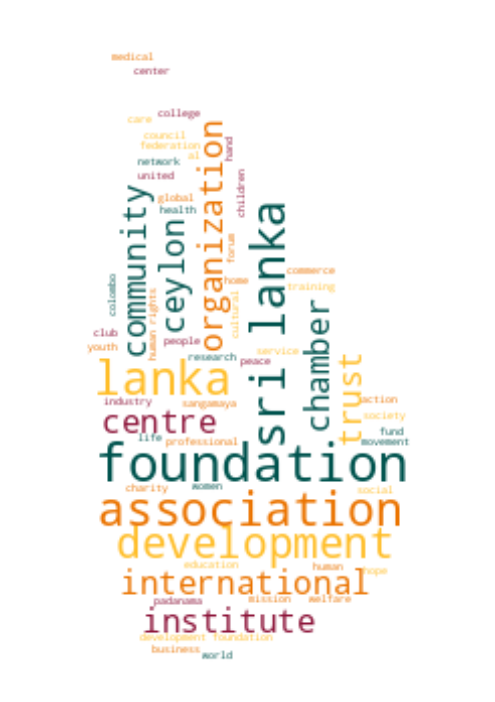 medical
center
college
care
organization
council
federation
al
hand
network
united
children
community
global
health
sri lanka
ceylon
forum
commerce
home
training
colombo
human rights
cultural
chamber
club
people
youth
research
service
peace
trust
lanka
industry
sangamaya
action
centre
society
fund
life
professional
movement
foundation
charity
women
social
association
development
education
human
hope
international
padanama
mission
welfare
institute
development foundation
business
world